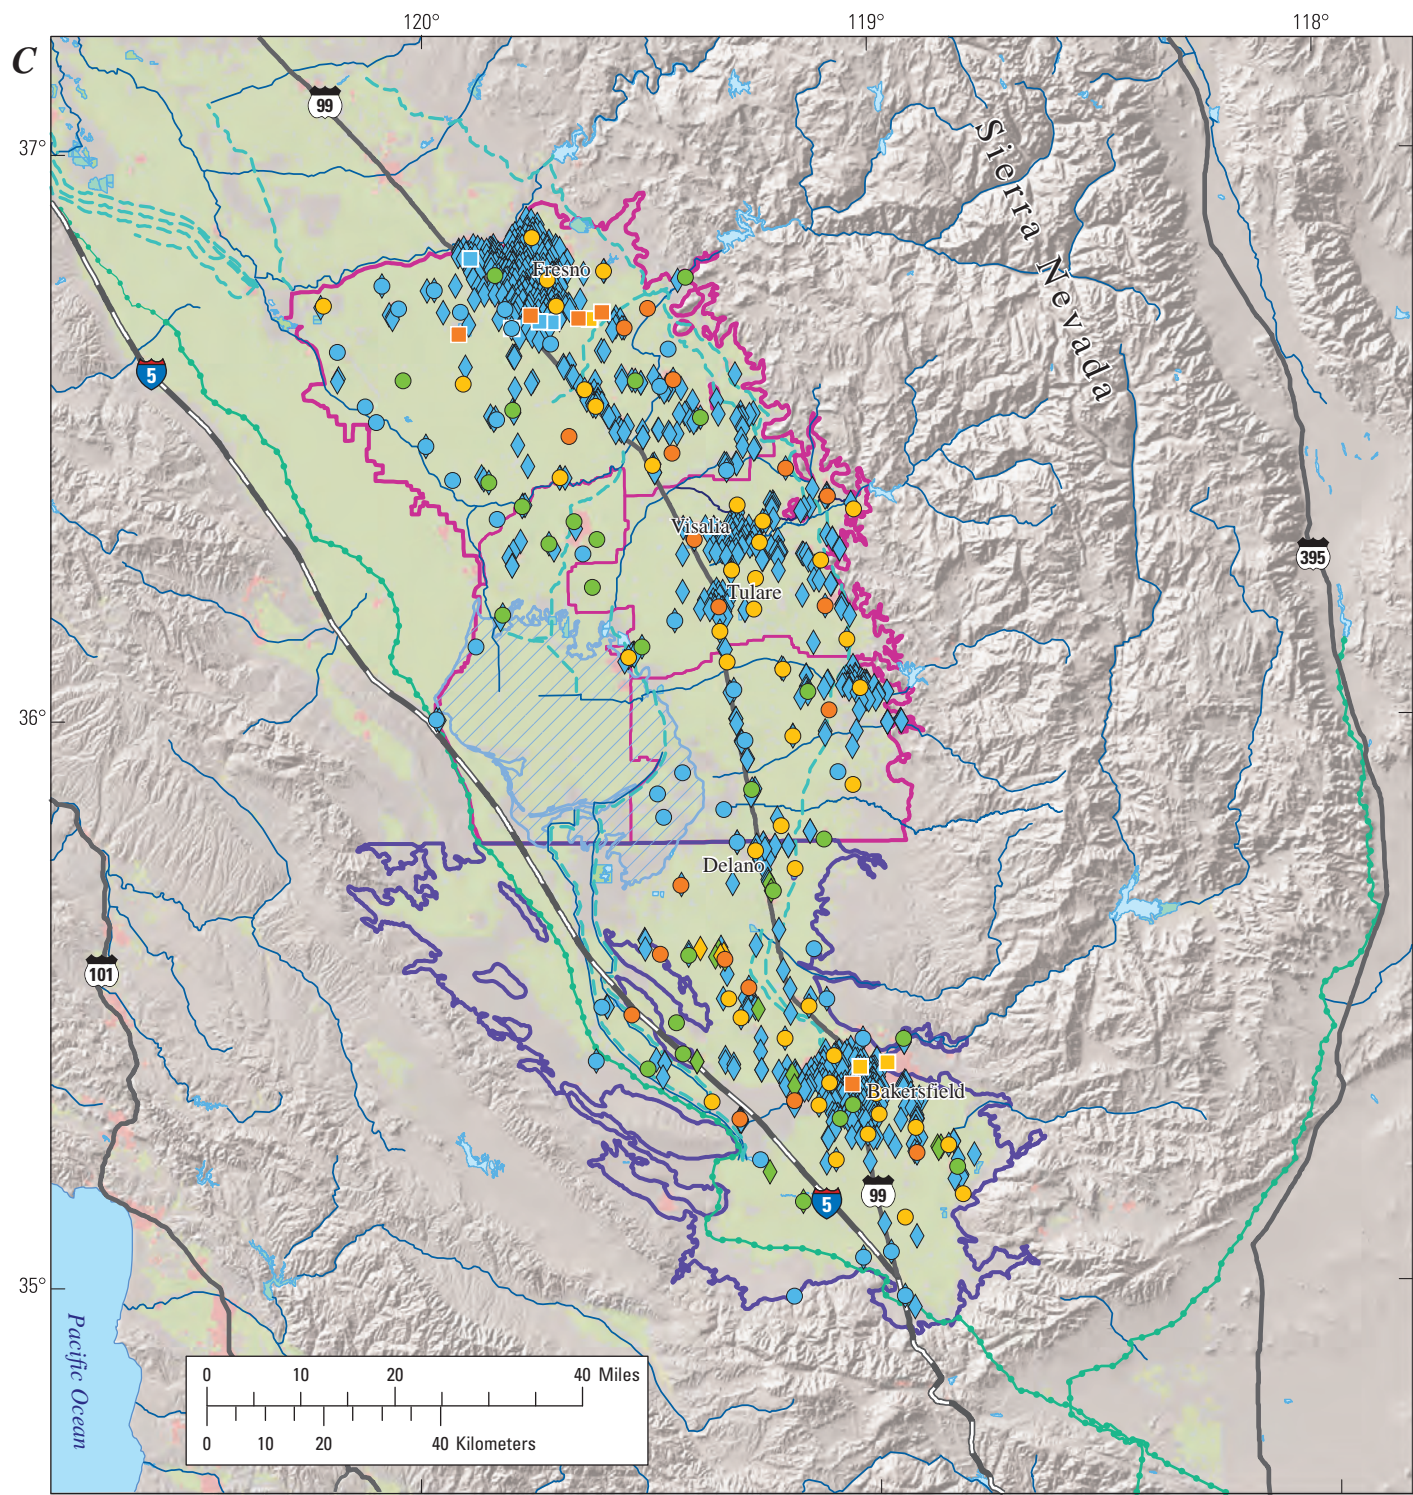 C
120°
119°
118°
99
37°
Sierra Nevada
Fresno
5
Visalia
395
Tulare
36°
Delano
101
Bakersfield
99
5
35°
Pacific Ocean
0 10 20 40 Miles
0 10 20 40 Kilometers